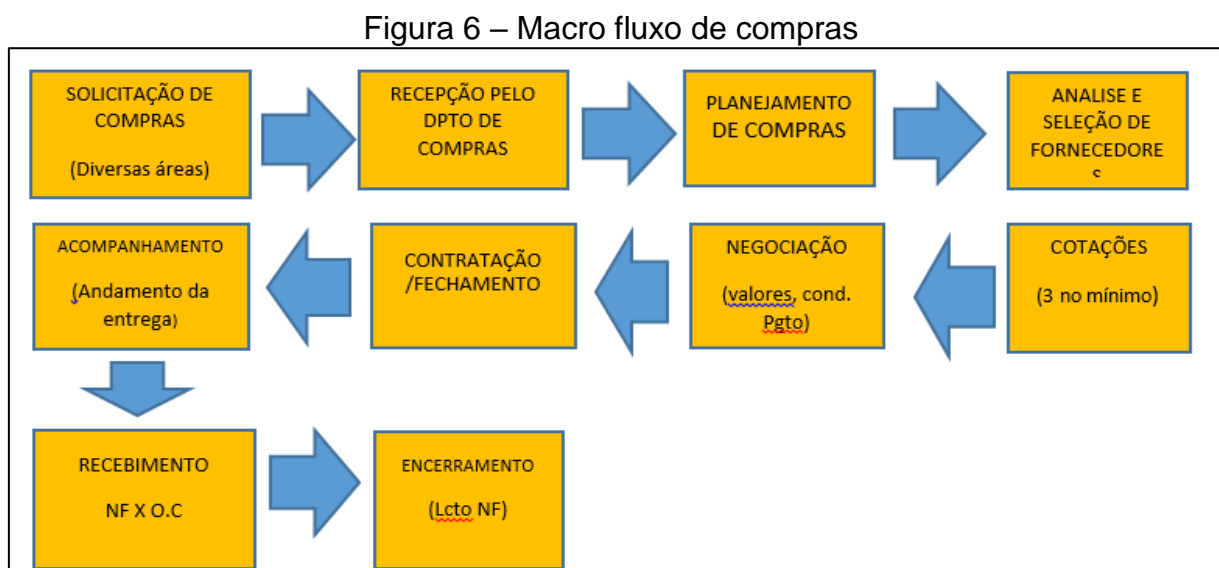 Figura 6 – Macro fluxo de compras
SOLICITAÇÃO DE
COMPRAS
(Diversas áreas)
RECEPÇÃO PELO
DPTO DE
COMPRAS
PLANEJAMENTO
DE COMPRAS
ANALISE E
SELEÇÃO DE
FORNECEDORE
S
COTAÇÕES
(3 no mínimo)
NEGOCIAÇÃO
(valores, cond.
Pgto)
CONTRATAÇÃO
/FECHAMENTO
ACOMPANHAMENTO
(Andamento da
entrega)
RECEBIMENTO
NF X O.C
ENCERRAMENTO
(Lcto NF)